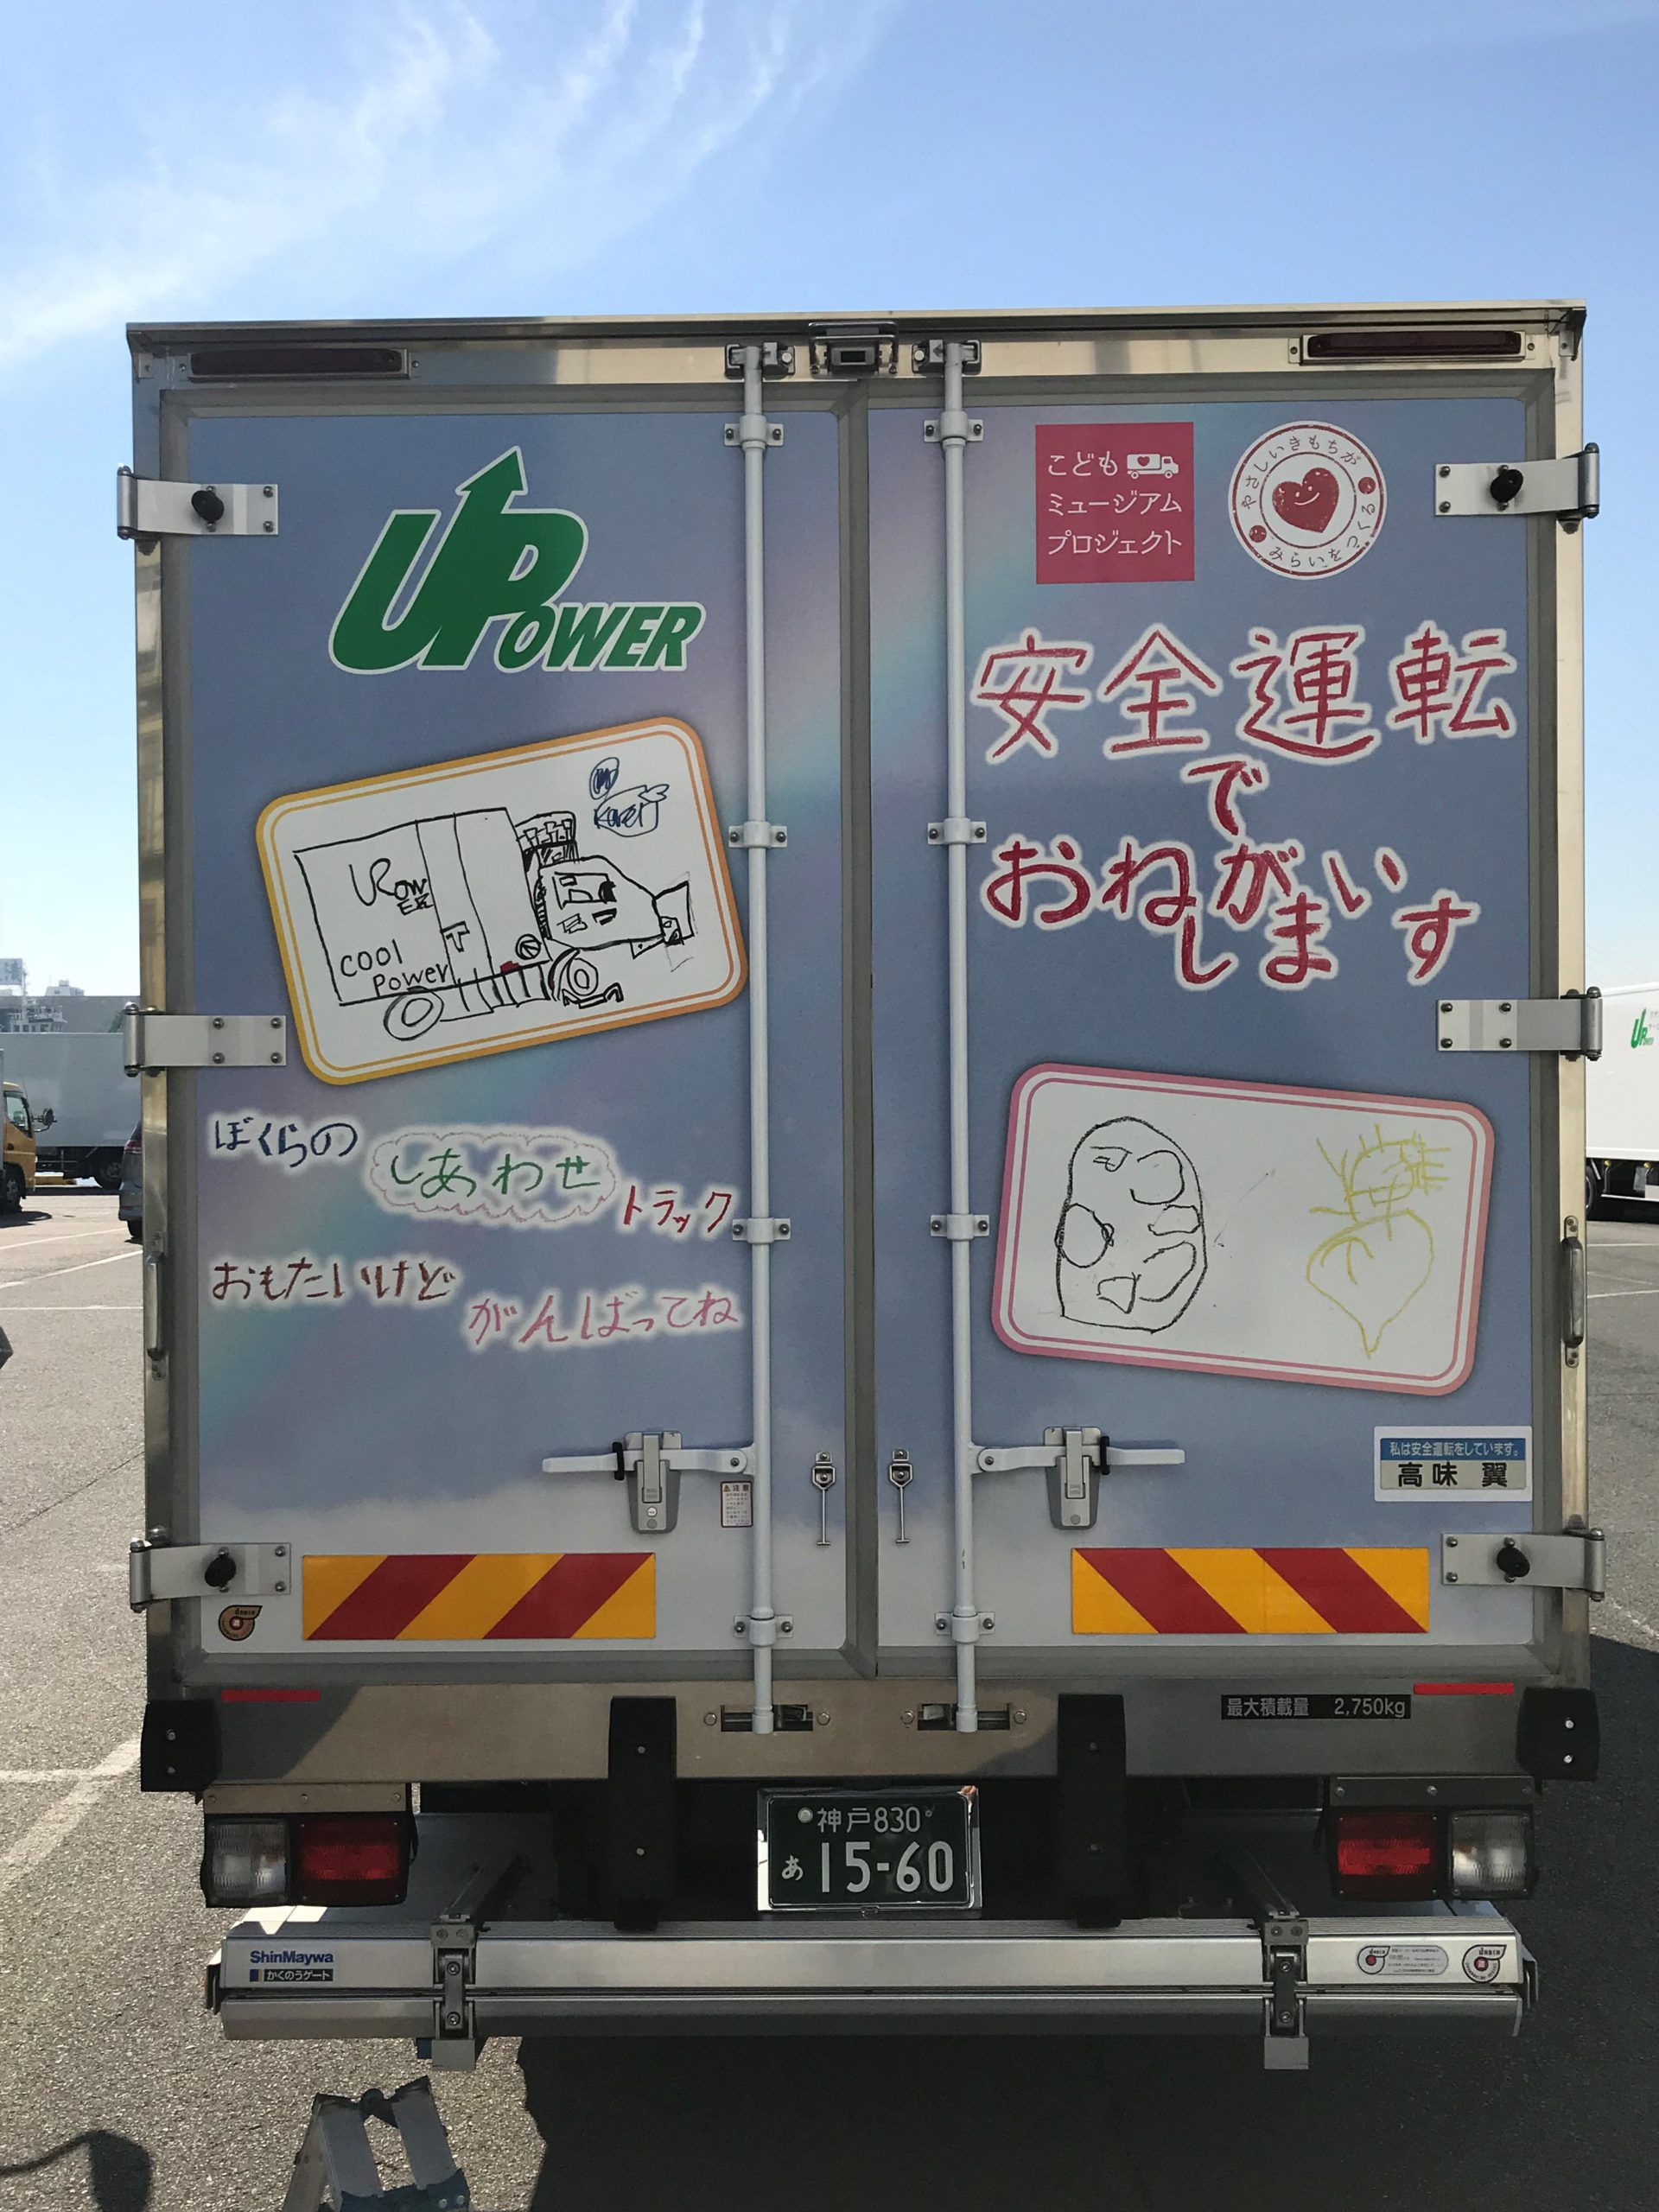 UPOWER
Karen
UPOWER
COOL
Power
ぼくらの
しあわせ
トラック
おもたいけど
がんばってね
こども
ミュージアム
プロジェクト
やさしいきもちが
みらいをつくる
安全運転
で
おねがい
します
私は安全運転をしています。
高味 翼
注意
最大積載量 2,750kg
神戸830
あ 15-60
ShinMaywa
かくのうゲート